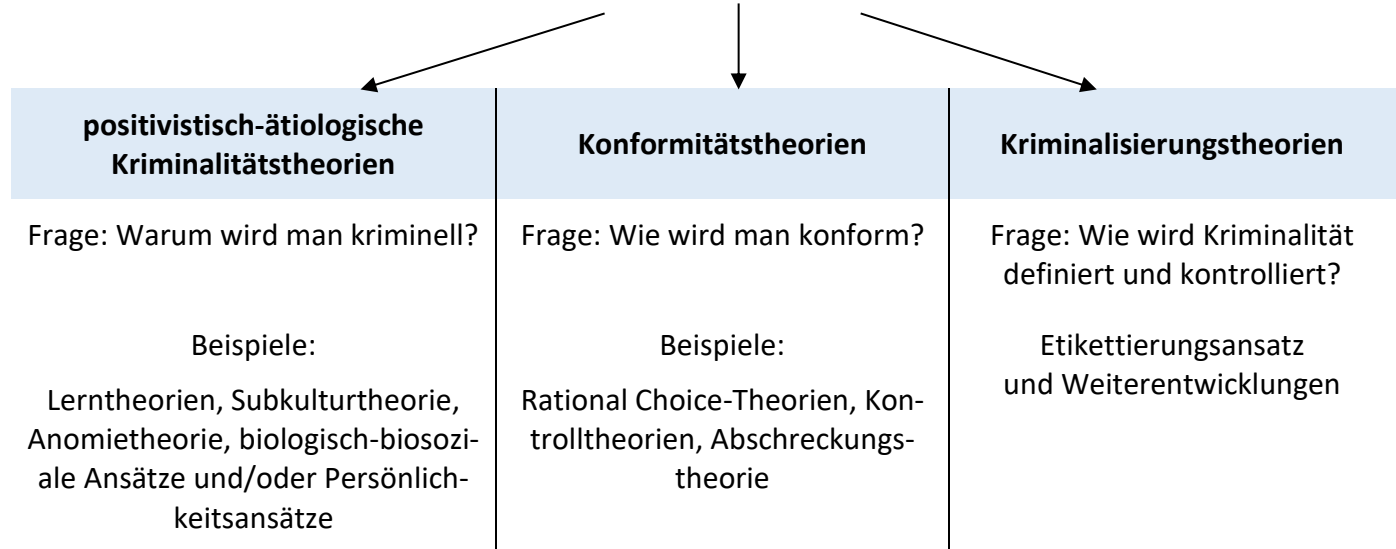 positivistisch-ätiologische
Kriminalitätstheorien
Konformitätstheorien
Kriminalisierungstheorien
Frage: Warum wird man kriminell?
Frage: Wie wird man konform?
Frage: Wie wird Kriminalität
definiert und kontrolliert?
Beispiele:
Lerntheorien, Subkulturtheorie,
Anomietheorie, biologisch-biosozi-
ale Ansätze und/oder Persönlich-
keitsansätze
Beispiele:
Rational Choice-Theorien, Kon-
trolltheorien, Abschreckungs-
theorie
Etikettierungsansatz
und Weiterentwicklungen